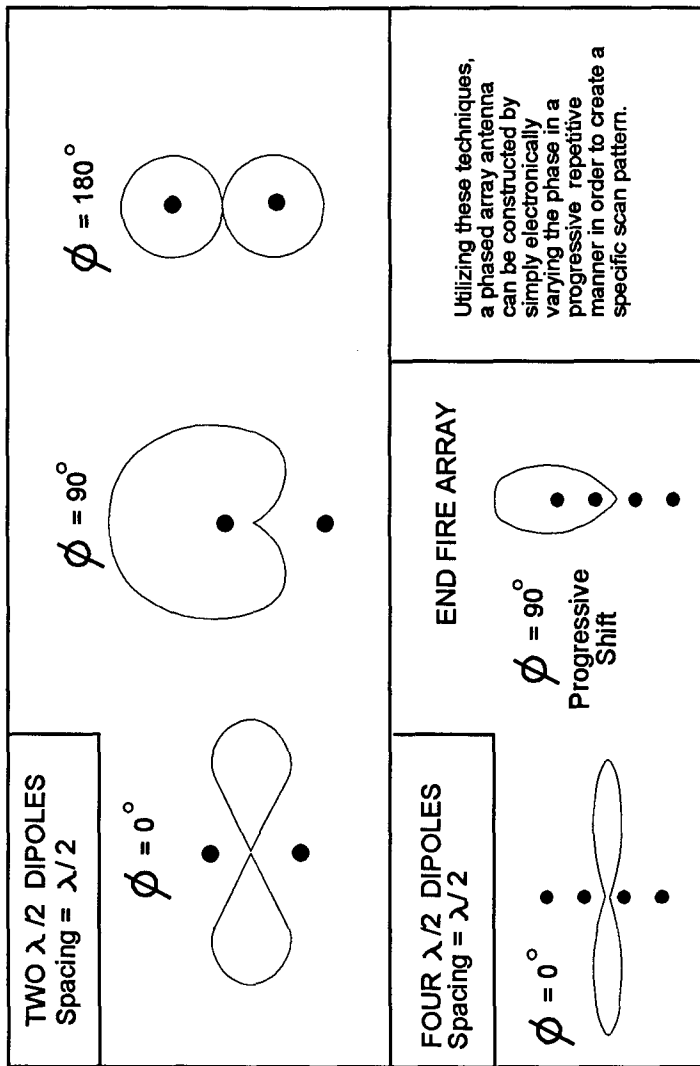 TWO λ/2 DIPOLES
Spacing = λ/2
ϕ = 0°
ϕ = 90°
ϕ = 180°
FOUR λ/2 DIPOLES
Spacing = λ/2
ϕ = 0°
END FIRE ARRAY
ϕ = 90°
Progressive
Shift
Utilizing these techniques,
a phased array antenna
can be constructed by
simply electronically
varying the phase in a
progressive repetitive
manner in order to create a
specific scan pattern.